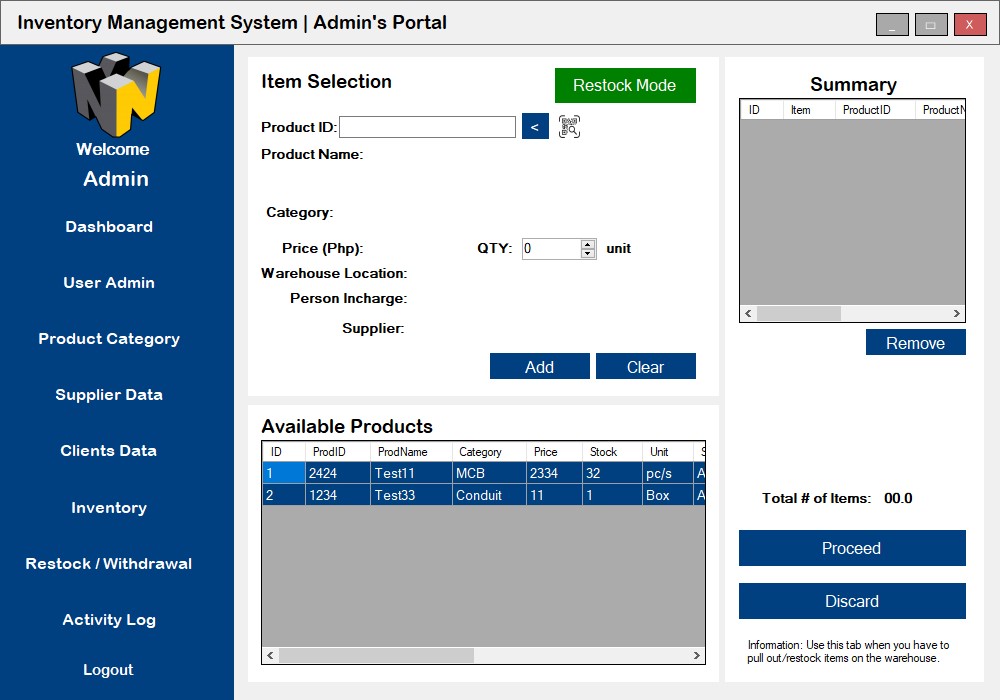 Inventory Management System | Admin's Portal
_ □ X
Welcome
Admin
Dashboard
User Admin
Product Category
Supplier Data
Clients Data
Inventory
Restock / Withdrawal
Activity Log
Logout
Item Selection
Restock Mode
Product ID:
<
Product Name:
Category:
Price (Php):
QTY: 0 unit
Warehouse Location:
Person Incharge:
Supplier:
Add Clear
Available Products
ID ProdID ProdName Category Price Stock Unit S
1 2424 Test11 MCB 2334 32 pc/s A
2 1234 Test33 Conduit 11 1 Box A
Summary
ID Item ProductID ProductN
Remove
Total # of Items: 00.0
Proceed
Discard
Information: Use this tab when you have to
pull out/restock items on the warehouse.